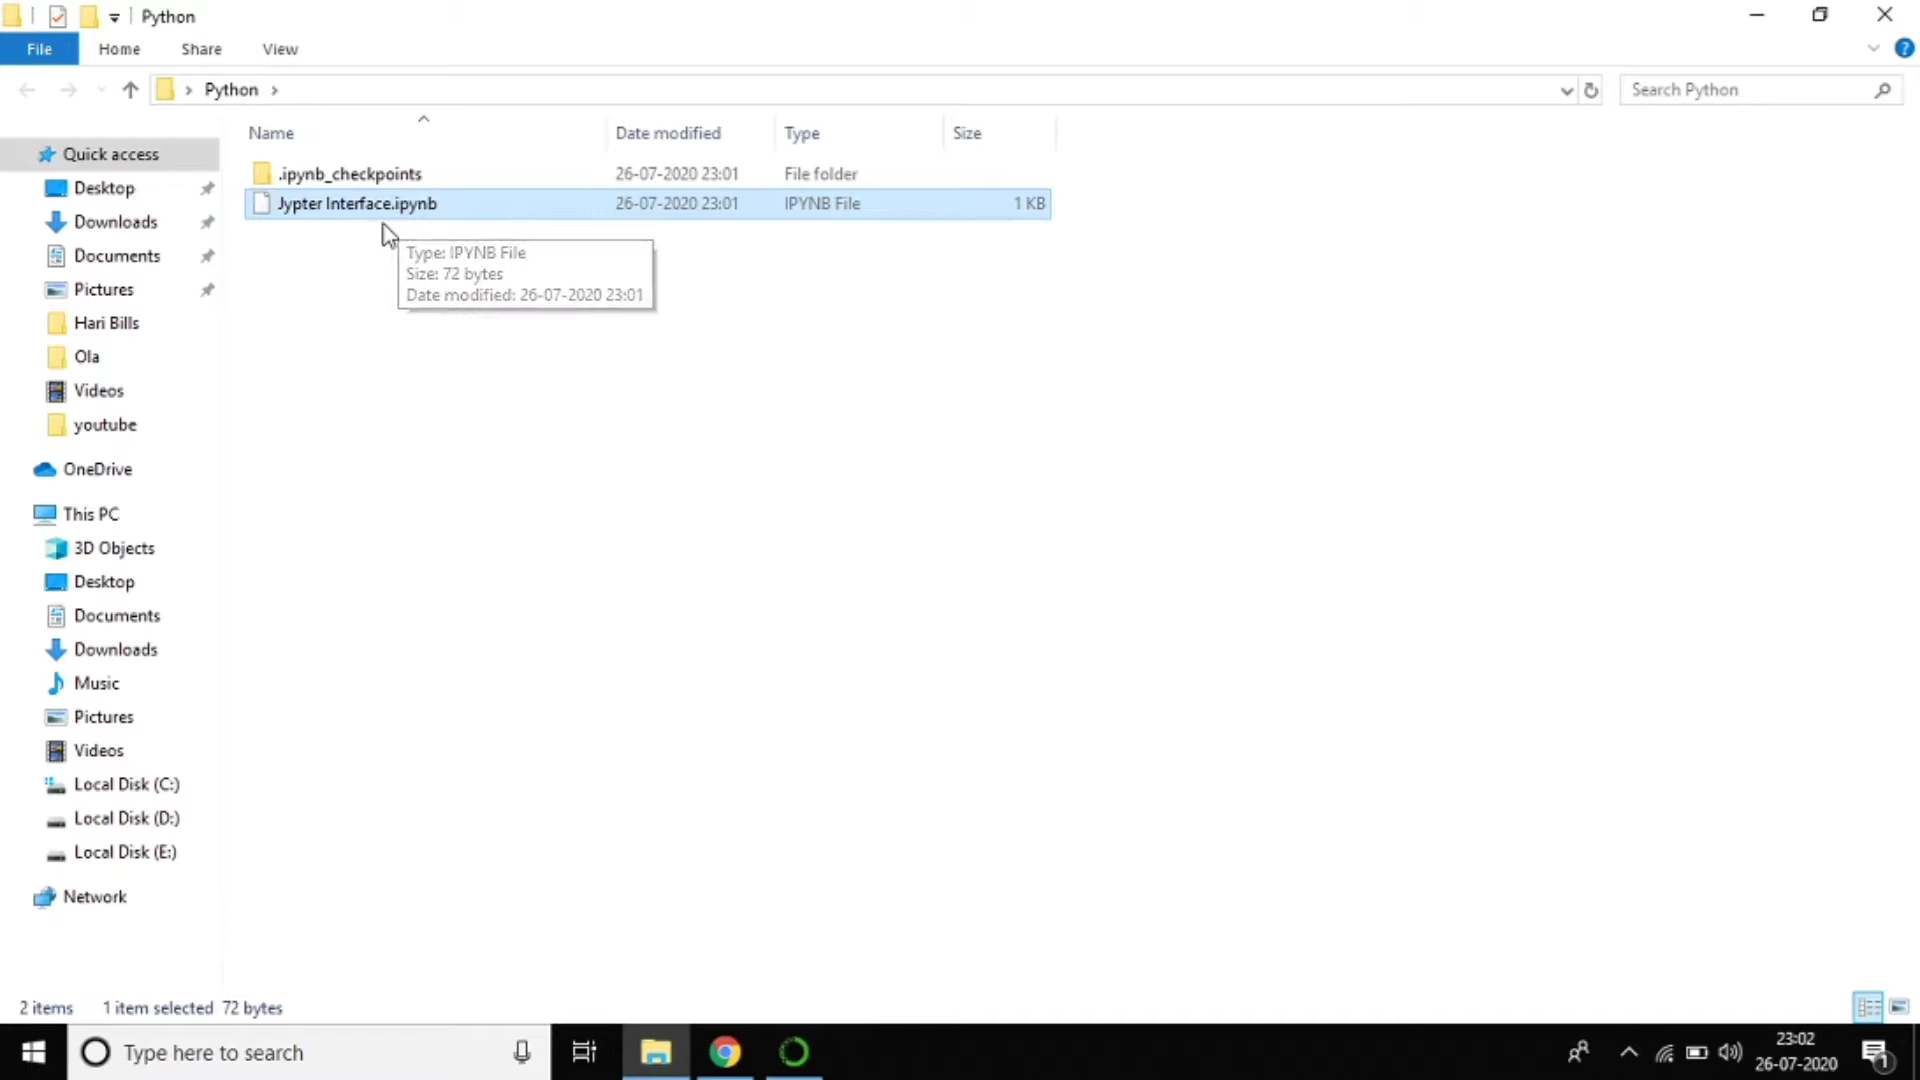 Python
File Home Share View
Python
Search Python
Name Date modified Type Size
.ipynb_checkpoints 26-07-2020 23:01 File folder
Jypter Interface.ipynb 26-07-2020 23:01 IPYNB File 1 KB
Type: IPYNB File
Size: 72 bytes
Date modified: 26-07-2020 23:01
Quick access
Desktop
Downloads
Documents
Pictures
Hari Bills
Ola
Videos
youtube
OneDrive
This PC
3D Objects
Desktop
Documents
Downloads
Music
Pictures
Videos
Local Disk (C:)
Local Disk (D:)
Local Disk (E:)
Network
2 items 1 item selected 72 bytes
Type here to search
23:02
26-07-2020
1